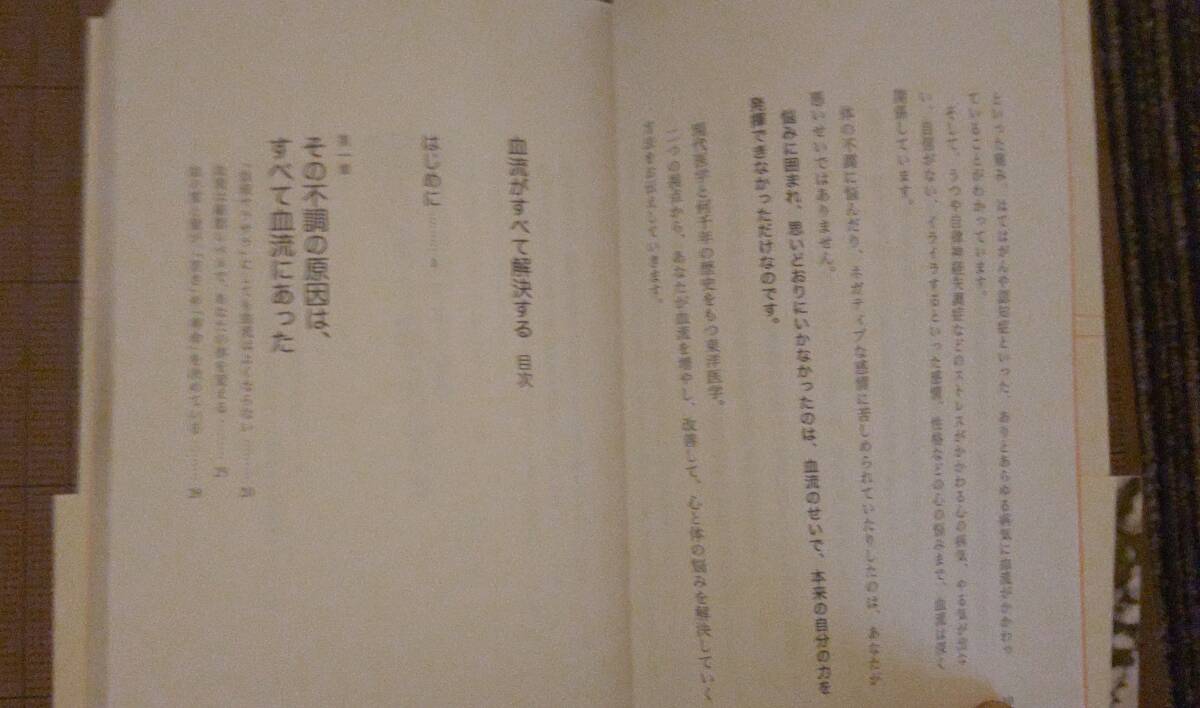 といった痛み、はてはがんや認知症といった、ありとあらゆる病気に血流がかかわっ
ていることがわかっています。
そして、うつや自律神経失調症などのストレスがかかわる心の病気、やる気が出な
い、自信がない、イライラするといった感情、性格などの心の悩みまで、血流は深く
関係しています。
体の不調に悩んだり、ネガティブな感情に苦しめられていたりしたのは、あなたが
悪いせいではありません。
悩みに囲まれ、思いどおりにいかなかったのは、血流のせいで、本来の自分の力を
発揮できなかっただけなのです。
現代医学と何千年の歴史をもつ東洋医学。
二つの視点から、あなたが血流を増やし、改善して、心と体の悩みを解決していく
方法をお伝えしていきます。
血流がすべて解決する 目次
はじめに
第一章
その不調の原因は、
すべて血流にあった
血流は
20
25
28